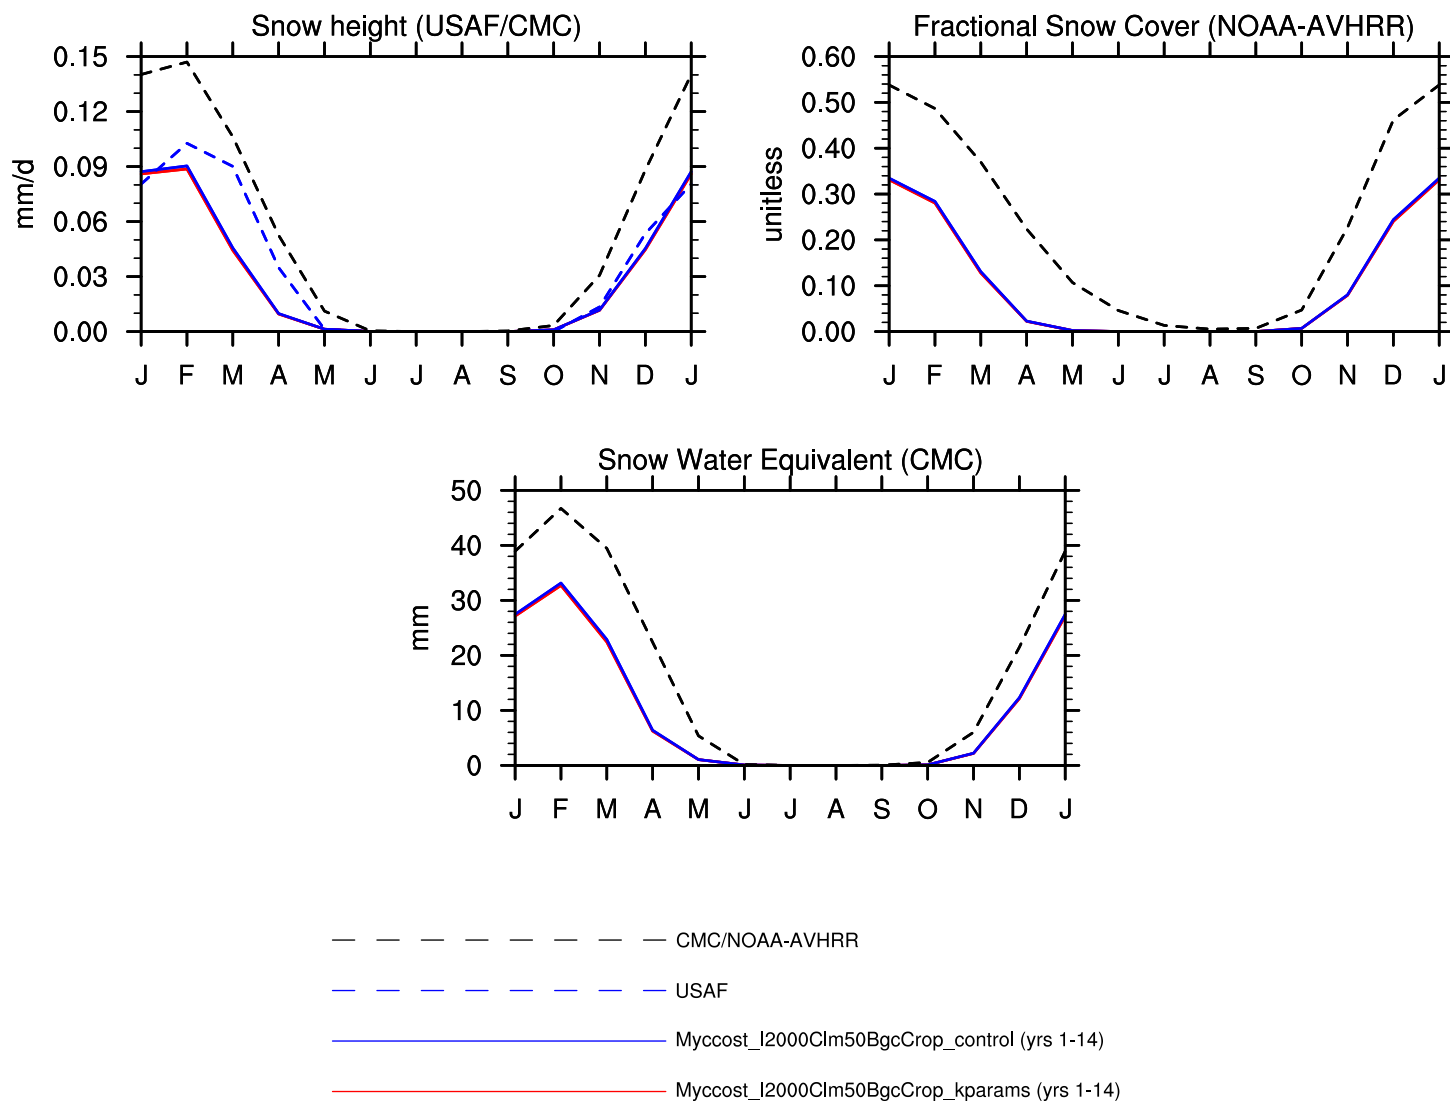 Snow height (USAF/CMC)
0.15
0.12
0.09
0.06
0.03
0.00
mm/d
J F M A M J J A S O N D J
Fractional Snow Cover (NOAA-AVHRR)
0.60
0.50
0.40
0.30
0.20
0.10
0.00
unitless
J F M A M J J A S O N D J
Snow Water Equivalent (CMC)
50
40
30
20
10
0
mm
J F M A M J J A S O N D J
CMC/NOAA-AVHRR
USAF
Myccost_I2000Clm50BgcCrop_control (yrs 1-14)
Myccost_I2000Clm50BgcCrop_kparams (yrs 1-14)